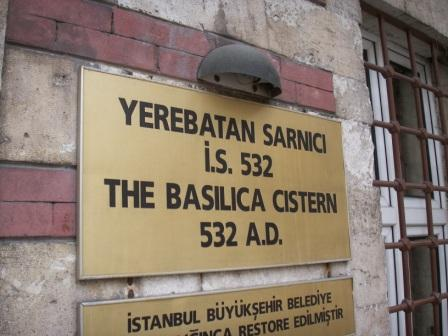 YEREBATAN SARNICI
İ.S. 532
THE BASILICA CISTERN
532 A.D.
İSTANBUL BÜYÜKŞEHİR BELEDİYE
RESTORE EDİLMİŞTİR